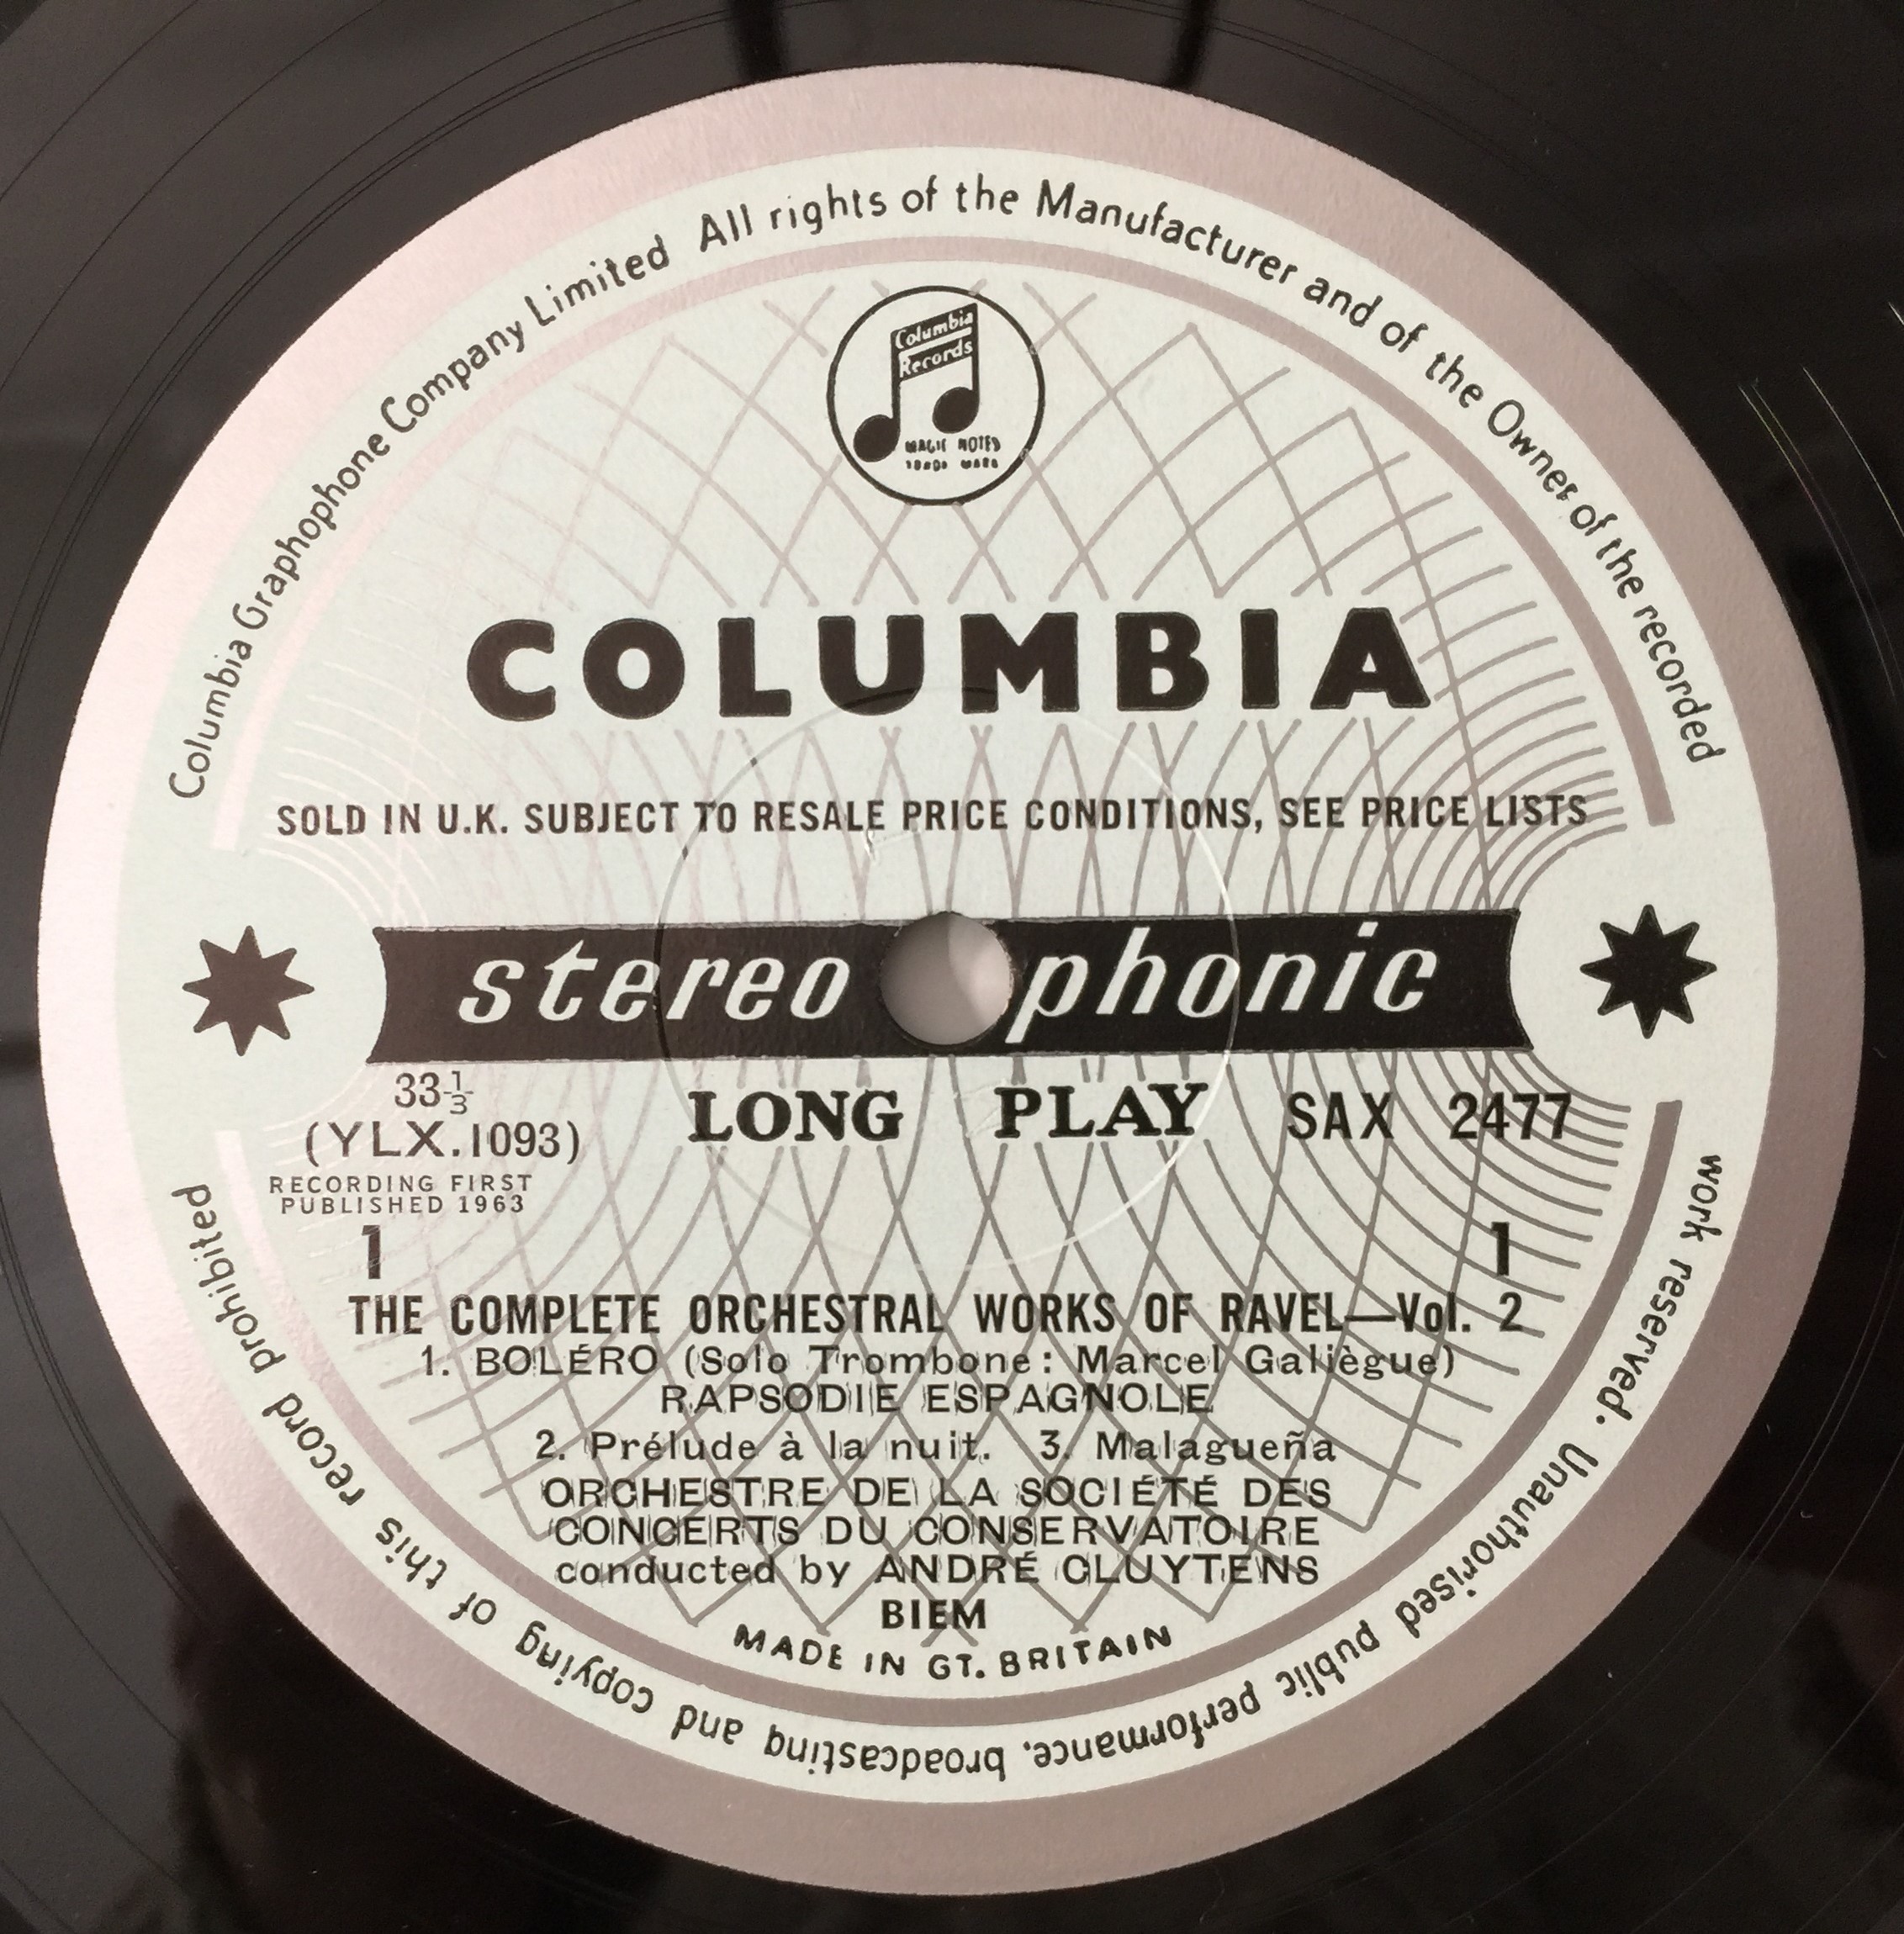 Columbia Graphophone Company Limited All rights of the Manufacturer and of the Owner of the recorded
work reserved. Unauthorised public performance, broadcasting and copying of this record prohibited
Columbia
Records
MAGIC NOTES
TRADE MARK
COLUMBIA
SOLD IN U.K. SUBJECT TO RESALE PRICE CONDITIONS, SEE PRICE LISTS
stereo phonic
33⅓
LONG PLAY SAX 2477
(YLX.1093)
RECORDING FIRST
PUBLISHED 1963
1 1
THE COMPLETE ORCHESTRAL WORKS OF RAVEL—Vol. 2
1. BOLÉRO (Solo Trombone: Marcel Galiègue)
RAPSODIE ESPAGNOLE
2. Prélude à la nuit. 3. Malagueña
ORCHESTRE DE LA SOCIÉTÉ DES
CONCERTS DU CONSERVATOIRE
conducted by ANDRÉ CLUYTENS
BIEM
MADE IN GT. BRITAIN